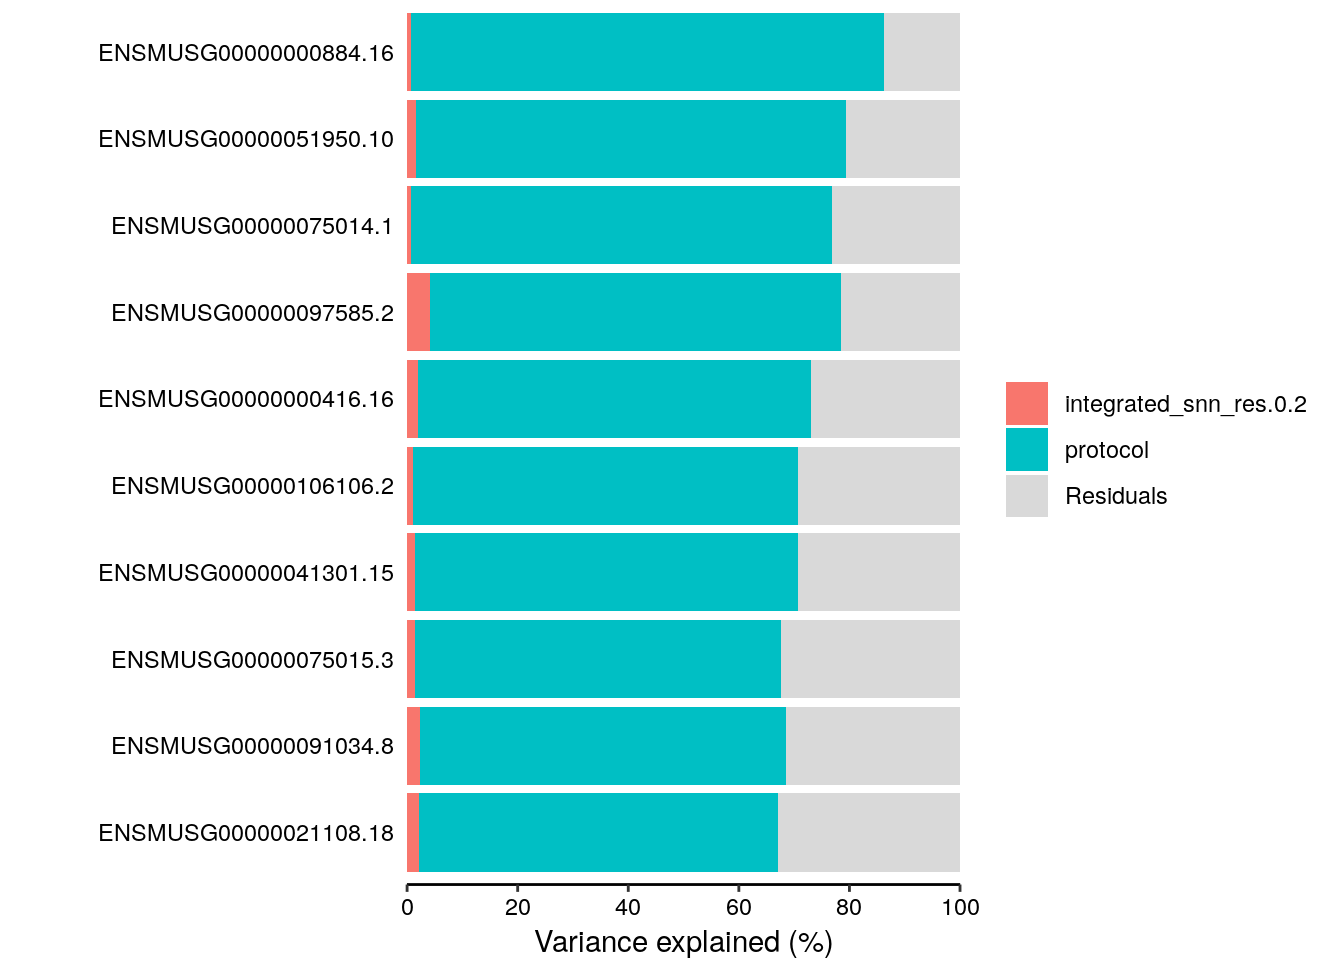 ENSMUSG00000000884.16
ENSMUSG00000051950.10
ENSMUSG00000075014.1
ENSMUSG00000097585.2
ENSMUSG00000000416.16
ENSMUSG00000106106.2
ENSMUSG00000041301.15
ENSMUSG00000075015.3
ENSMUSG00000091034.8
ENSMUSG00000021108.18
integrated_snn_res.0.2
protocol
Residuals
0 20 40 60 80 100
Variance explained (%)